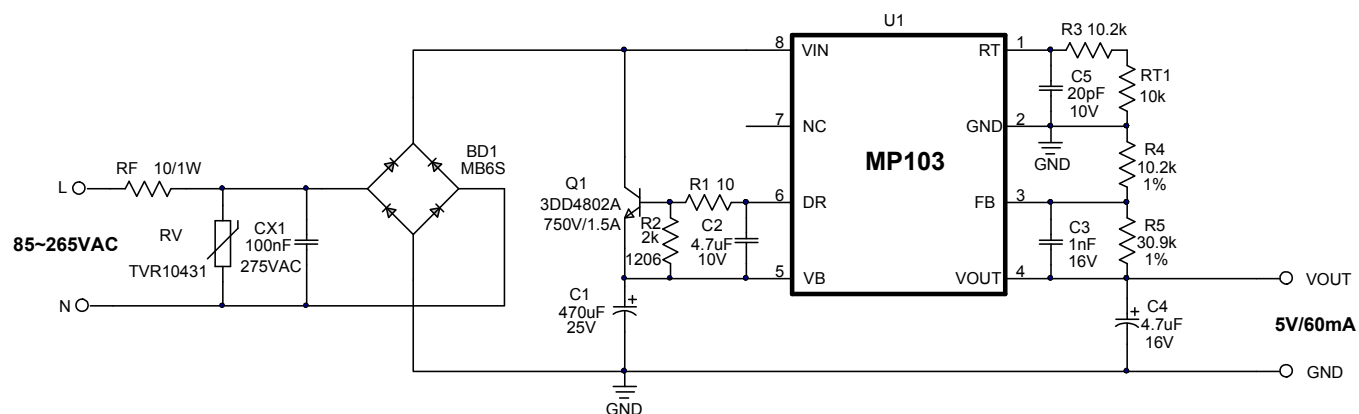 U1
8
VIN
RT
1
R3 10.2k
C5
20pF
10V
RT1
10k
7
NC
GND
2
GND
BD1
MB6S
MP103
R4
10.2k
1%
RF 10/1W
L
Q1
3DD4802A
750V/1.5A
R1 10
6
DR
FB
3
R2
2k
1206
C2
4.7uF
10V
C3
1nF
16V
R5
30.9k
1%
85~265VAC
RV
TVR10431
CX1
100nF
275VAC
5
VB
VOUT
4
VOUT
N
C1
470uF
25V
+
+
C4
4.7uF
16V
5V/60mA
GND
GND